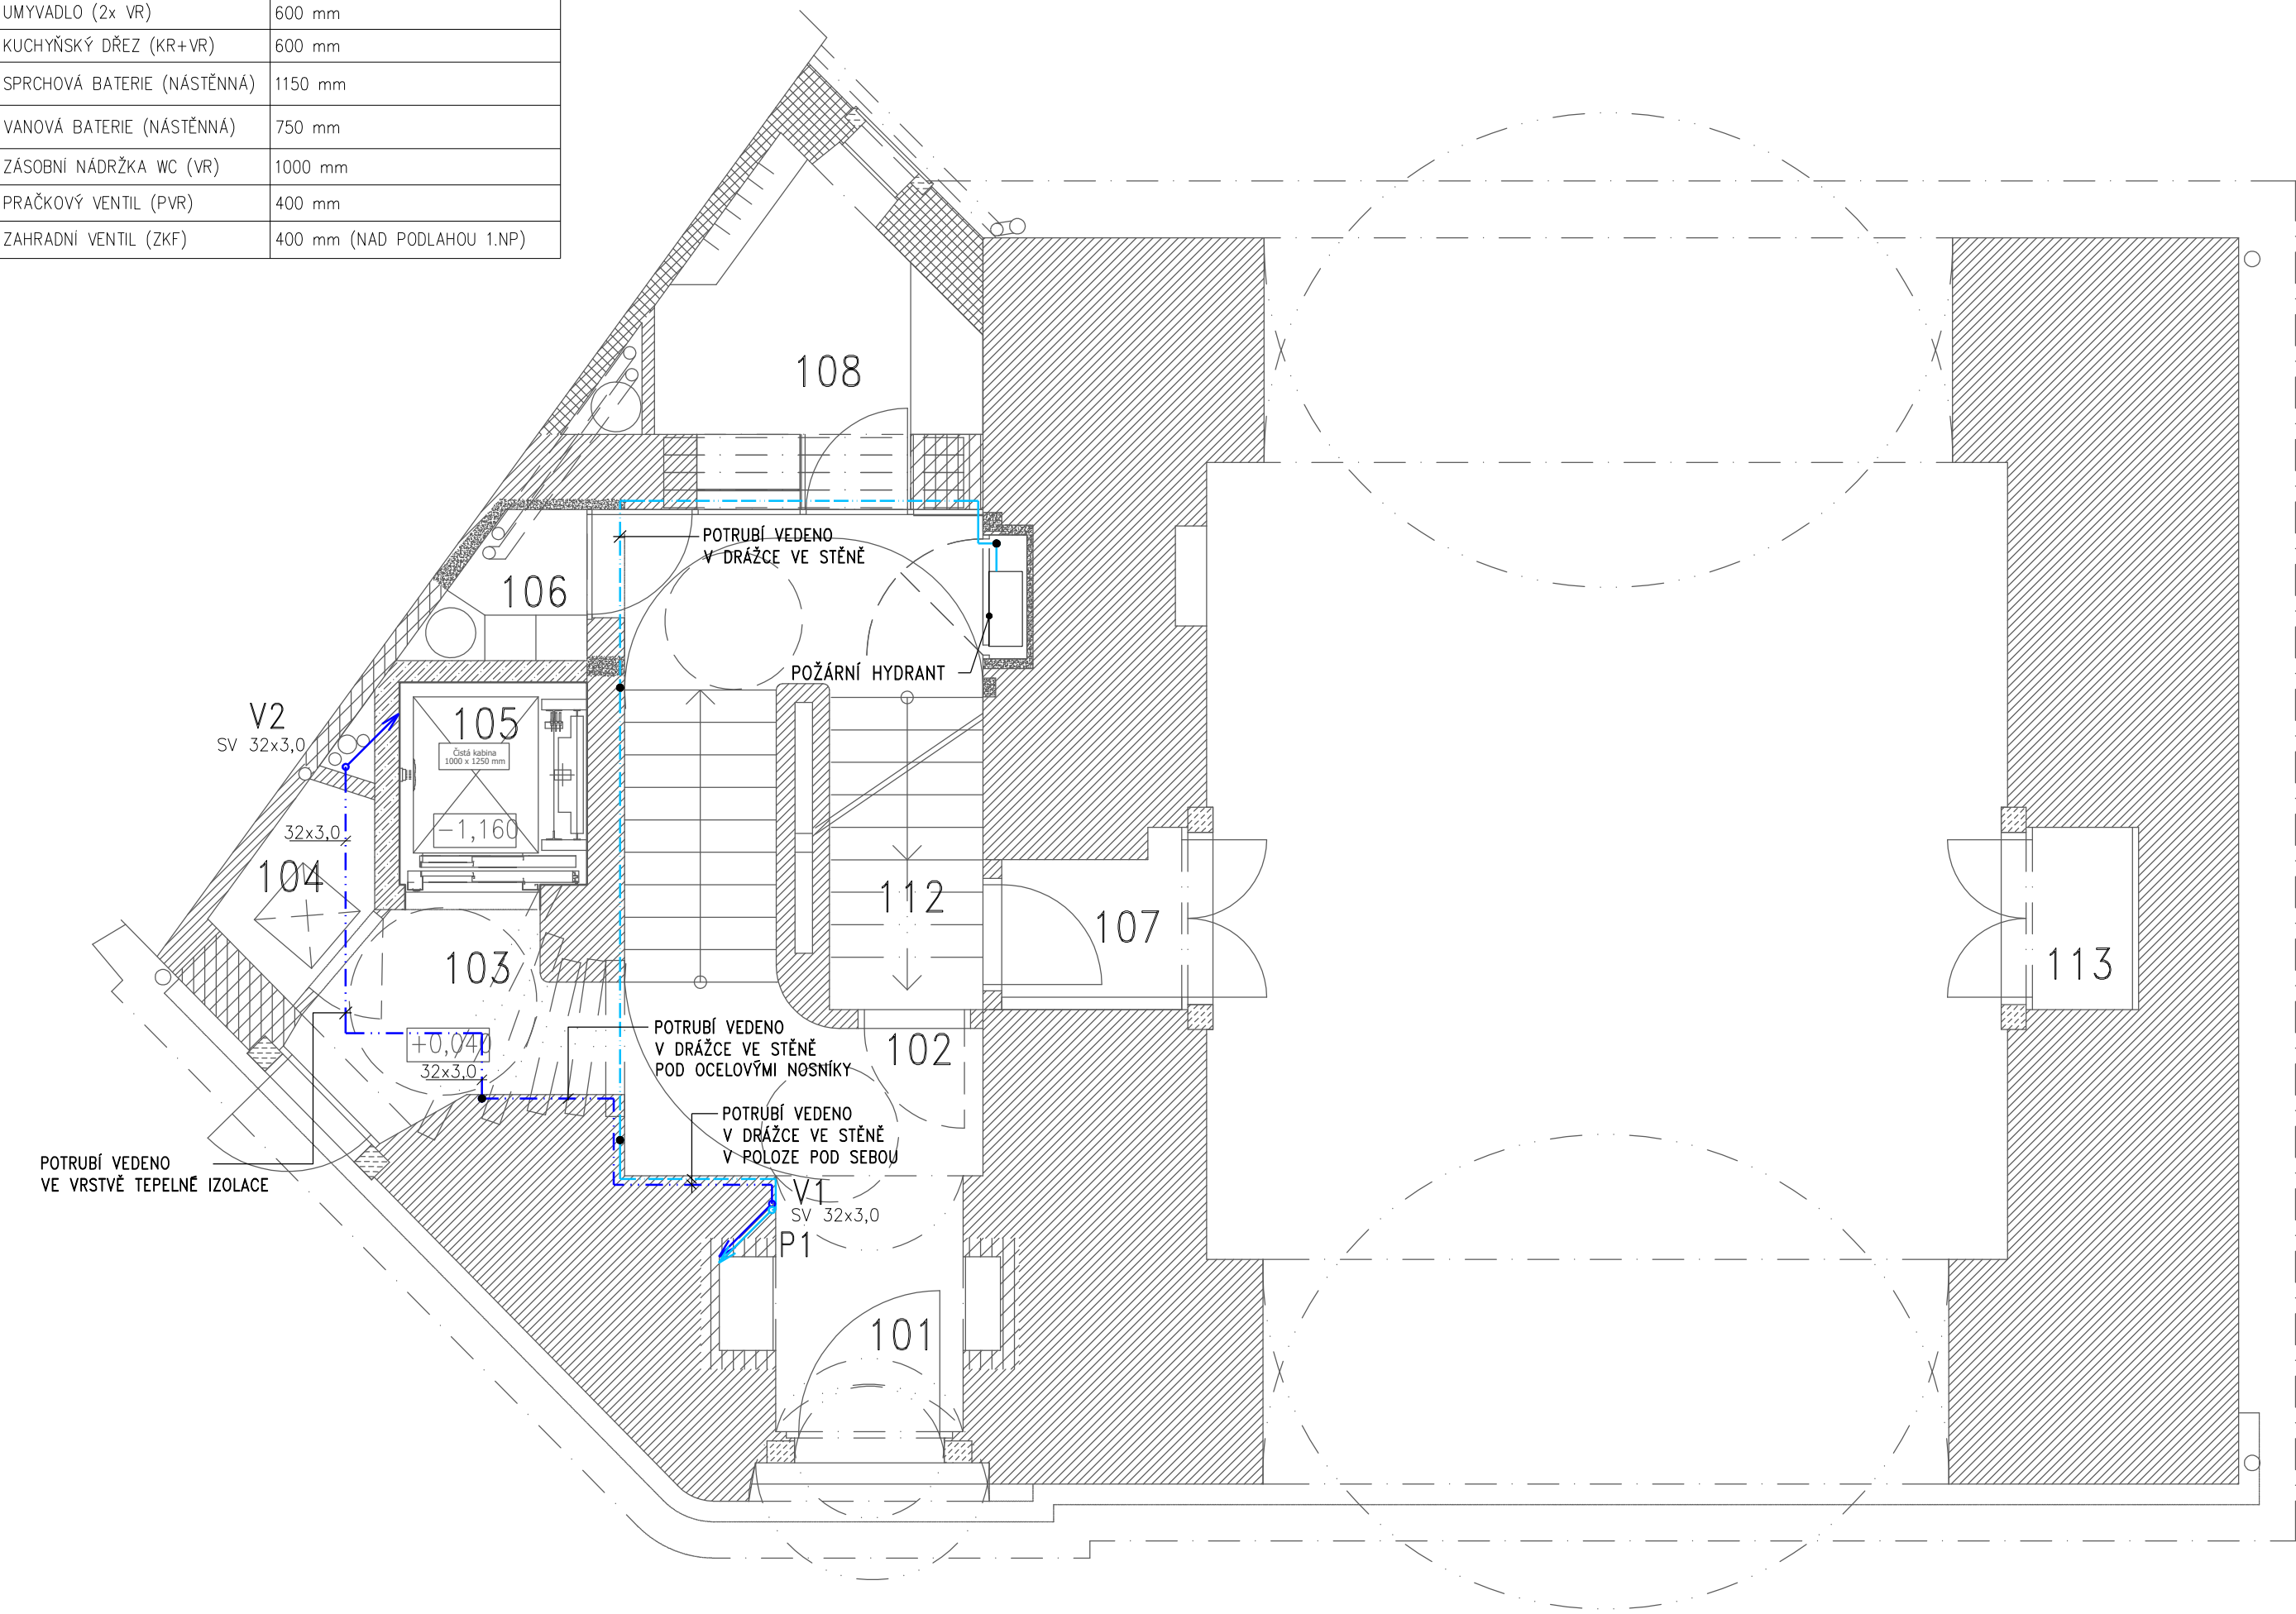 UMYVADLO (2x VR) 600 mm
KUCHYŇSKÝ DŘEZ (KR+VR) 600 mm
SPRCHOVÁ BATERIE (NÁSTĚNNÁ) 1150 mm
VANOVÁ BATERIE (NÁSTĚNNÁ) 750 mm
ZÁSOBNÍ NÁDRŽKA WC (VR) 1000 mm
PRAČKOVÝ VENTIL (PVR) 400 mm
ZAHRADNÍ VENTIL (ZKF) 400 mm (NAD PODLAHOU 1.NP)
108
POTRUBÍ VEDENO
V DRÁŽCE VE STĚNĚ
106
POŽÁRNÍ HYDRANT
V2
SV 32x3,0
105
Čistá kabina
1000 x 1250 mm
-1,160
32x3,0
104
112
107
113
103
POTRUBÍ VEDENO
V DRÁŽCE VE STĚNĚ
POD OCELOVÝMI NOSNÍKY
102
+0,040
32x3,0
POTRUBÍ VEDENO
V DRÁŽCE VE STĚNĚ
V POLOZE POD SEBOU
POTRUBÍ VEDENO
VE VRSTVĚ TEPELNÉ IZOLACE
V1
SV 32x3,0
P1
101